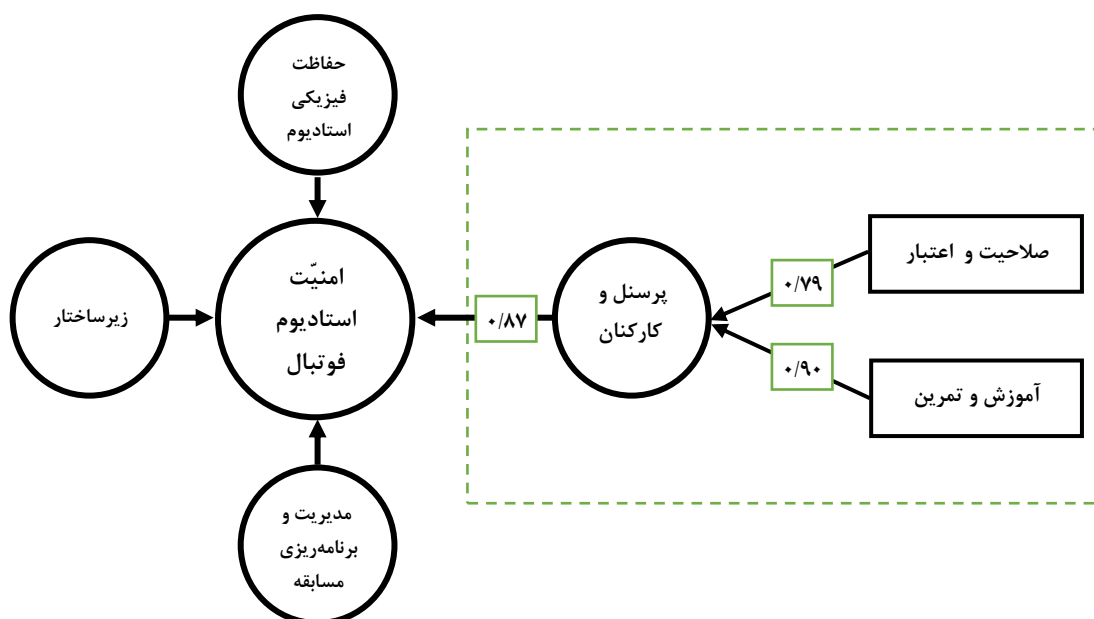 حفاظت
فیزیکی
استادیوم
صلاحیت و اعتبار
۰/۷۹
پرسنل و
کارکنان
۰/۸۷
امنیّت
استادیوم
فوتبال
زیرساختار
۰/۹۰
آموزش و تمرین
مدیریت و
برنامه‌ریزی
مسابقه